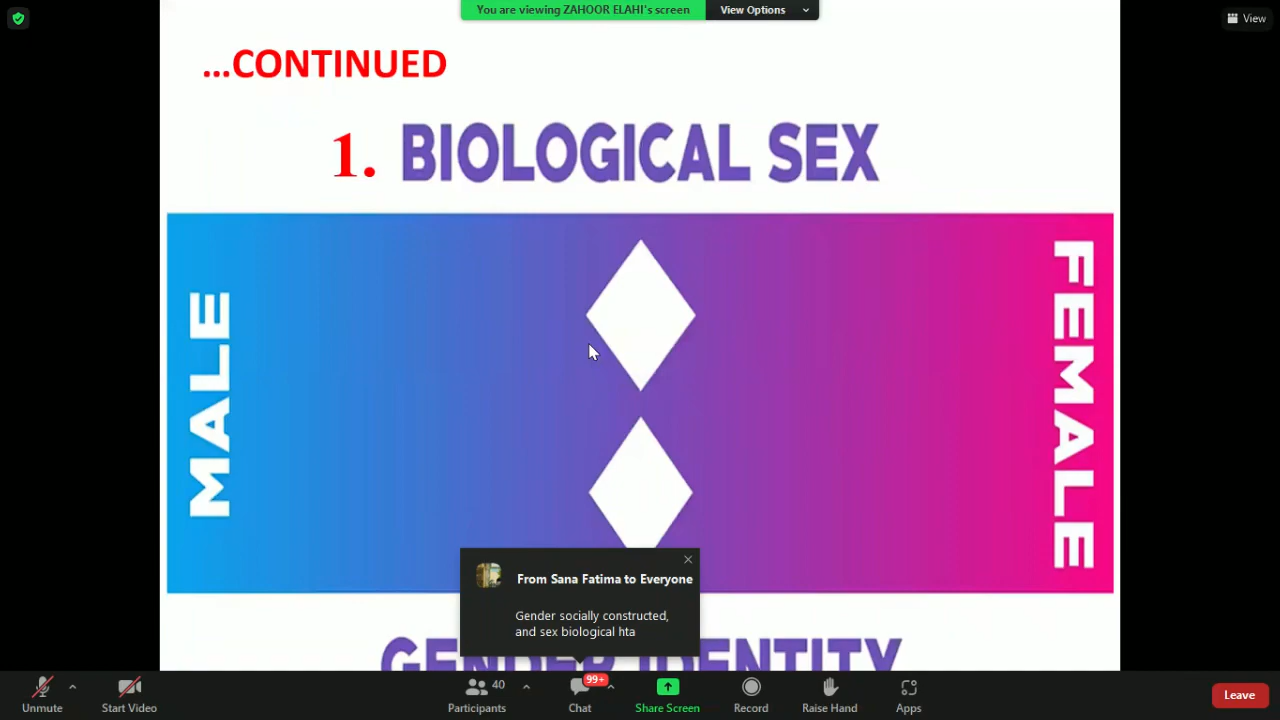 You are viewing ZAHOOR ELAHI's screen
View Options
View
...CONTINUED
1. BIOLOGICAL SEX
MALE
FEMALE
From Sana Fatima to Everyone
Gender socially constructed,
and sex biological hta
GENDER IDENTITY
Unmute
Start Video
40
Participants
99+
Chat
Share Screen
Record
Raise Hand
Apps
Leave